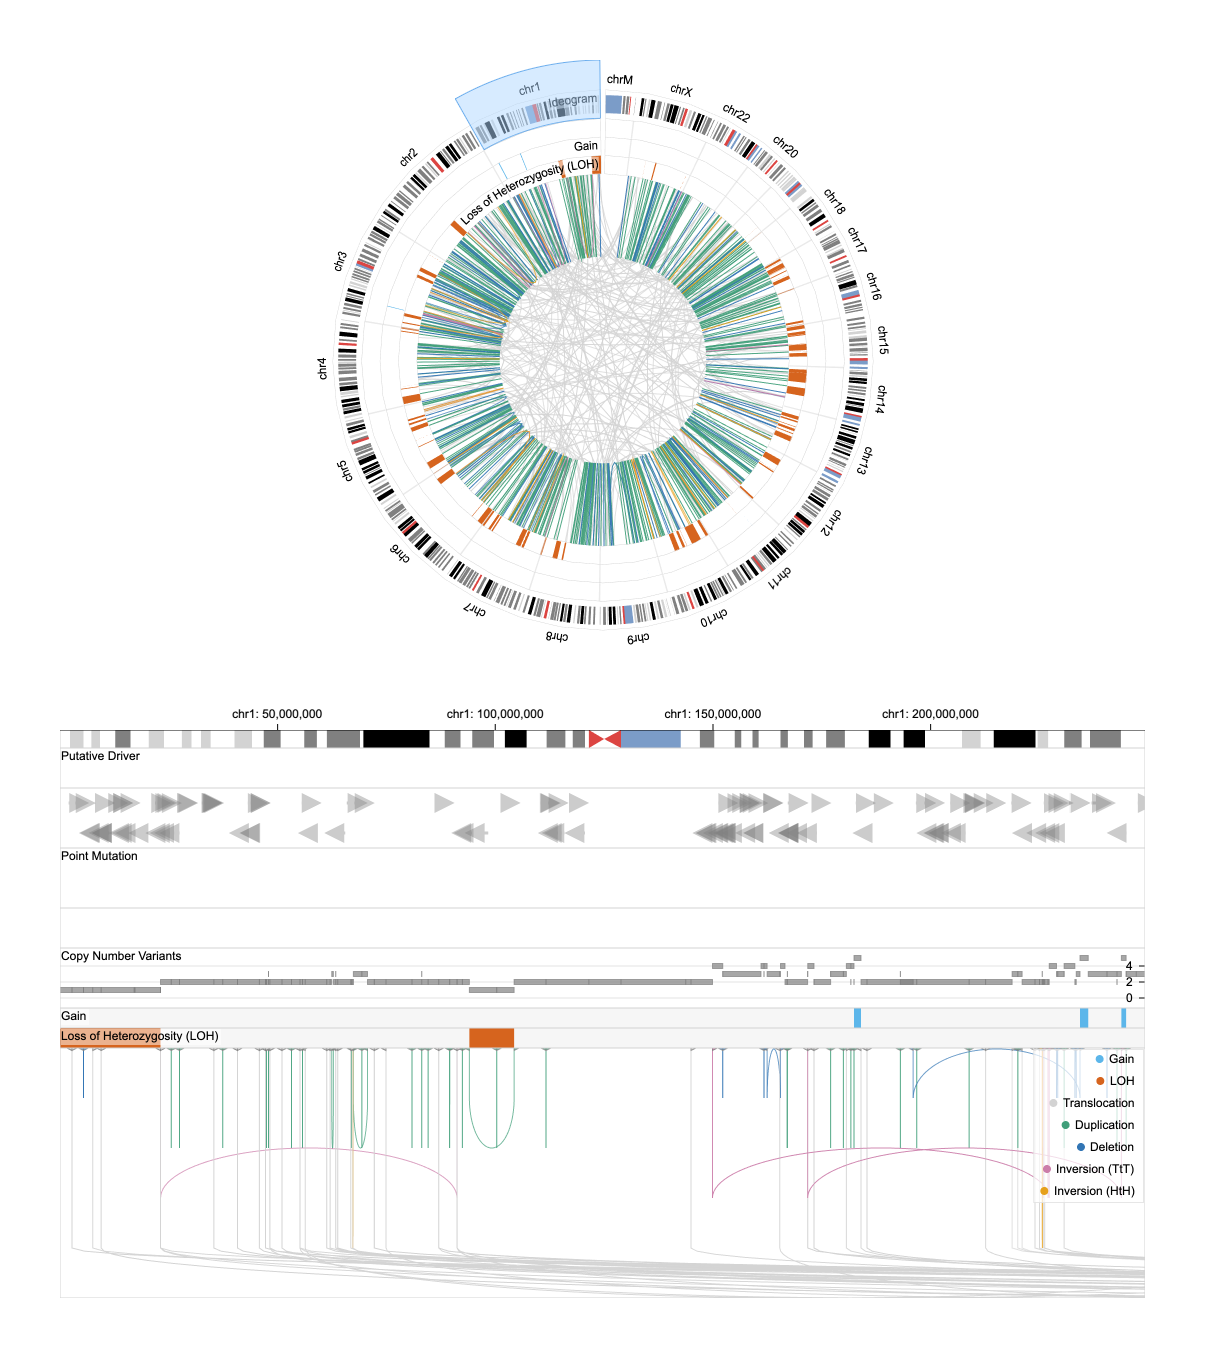 chrM
chrX
chr22
chr20
chr18
chr17
chr16
chr15
chr14
chr13
chr12
chr11
chr10
chr9
chr8
chr7
chr6
chr5
chr4
chr3
chr2
chr1
Ideogram
Gain
Loss of Heterozygosity (LOH)
chr1: 50,000,000 chr1: 100,000,000 chr1: 150,000,000 chr1: 200,000,000
Putative Driver
Point Mutation
Copy Number Variants
4
2
0
Gain
Loss of Heterozygosity (LOH)
Gain
LOH
Translocation
Duplication
Deletion
Inversion (TtT)
Inversion (HtH)